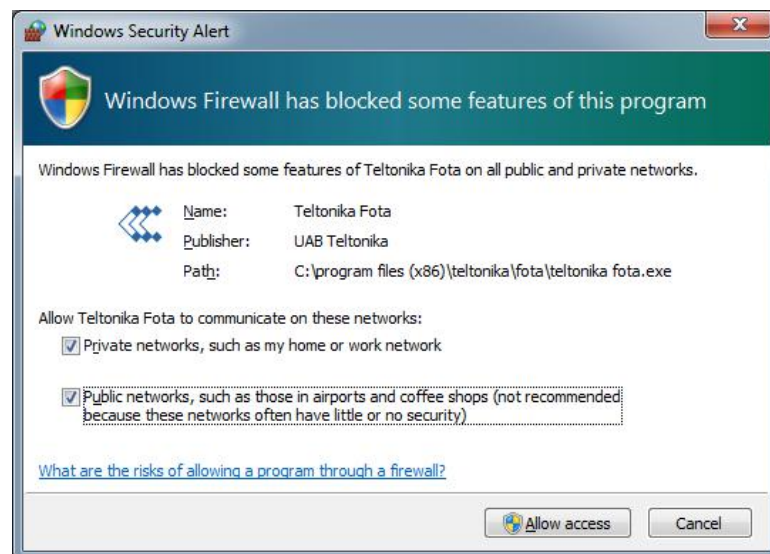 Windows Security Alert
Windows Firewall has blocked some features of this program
Windows Firewall has blocked some features of Teltonika Fota on all public and private networks.
Name: Teltonika Fota
Publisher: UAB Teltonika
Path: C:\program files (x86)\teltonika\fota\teltonika fota.exe
Allow Teltonika Fota to communicate on these networks:
Private networks, such as my home or work network
Public networks, such as those in airports and coffee shops (not recommended
because these networks often have little or no security)
What are the risks of allowing a program through a firewall?
Allow access Cancel